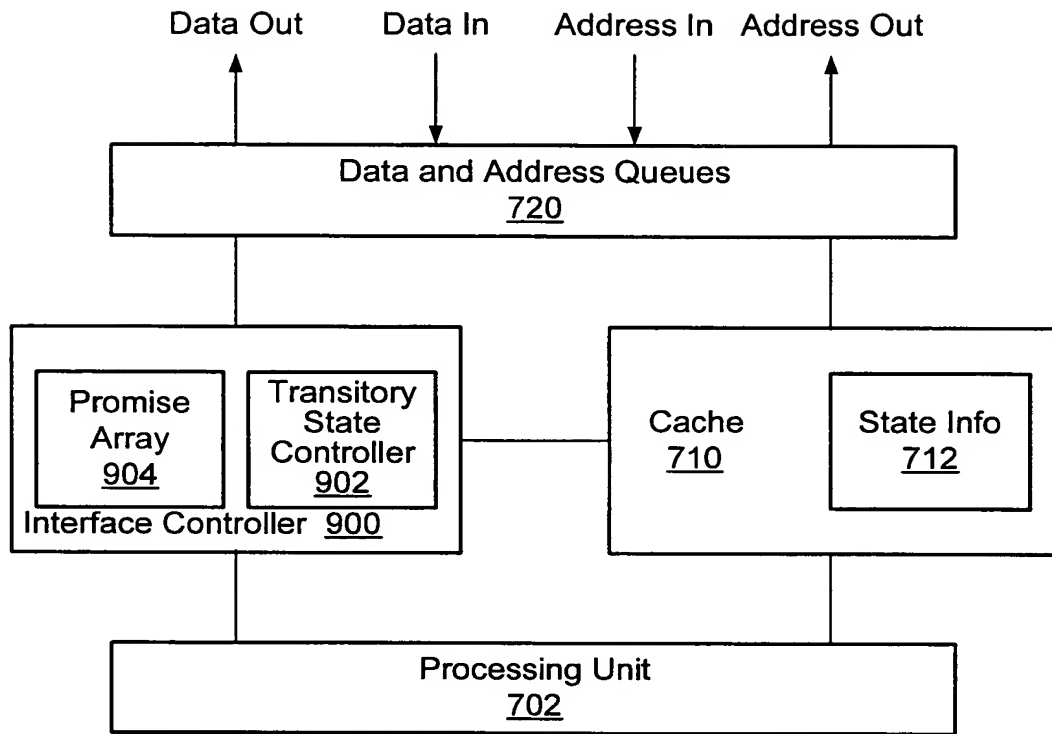 Data Out
Data In
Address In
Address Out
Data and Address Queues
720
Promise
Array
904
Transitory
State
Controller
902
Interface Controller 900
Cache
710
State Info
712
Processing Unit
702